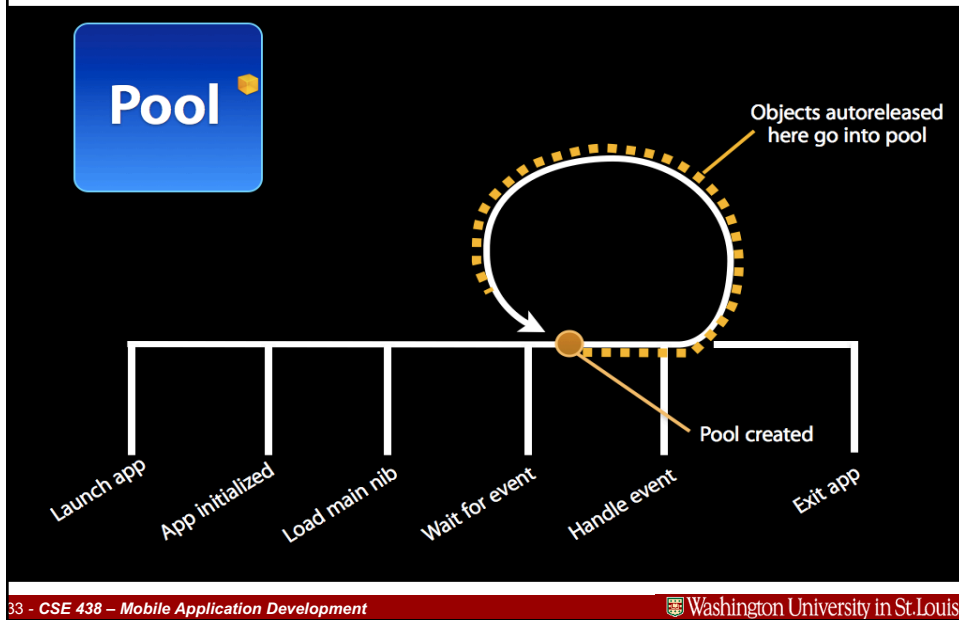 Pool
Objects autoreleased
here go into pool
Pool created
Launch app
App initialized
Load main nib
Wait for event
Handle event
Exit app
33 - CSE 438 – Mobile Application Development
Washington University in St.Louis